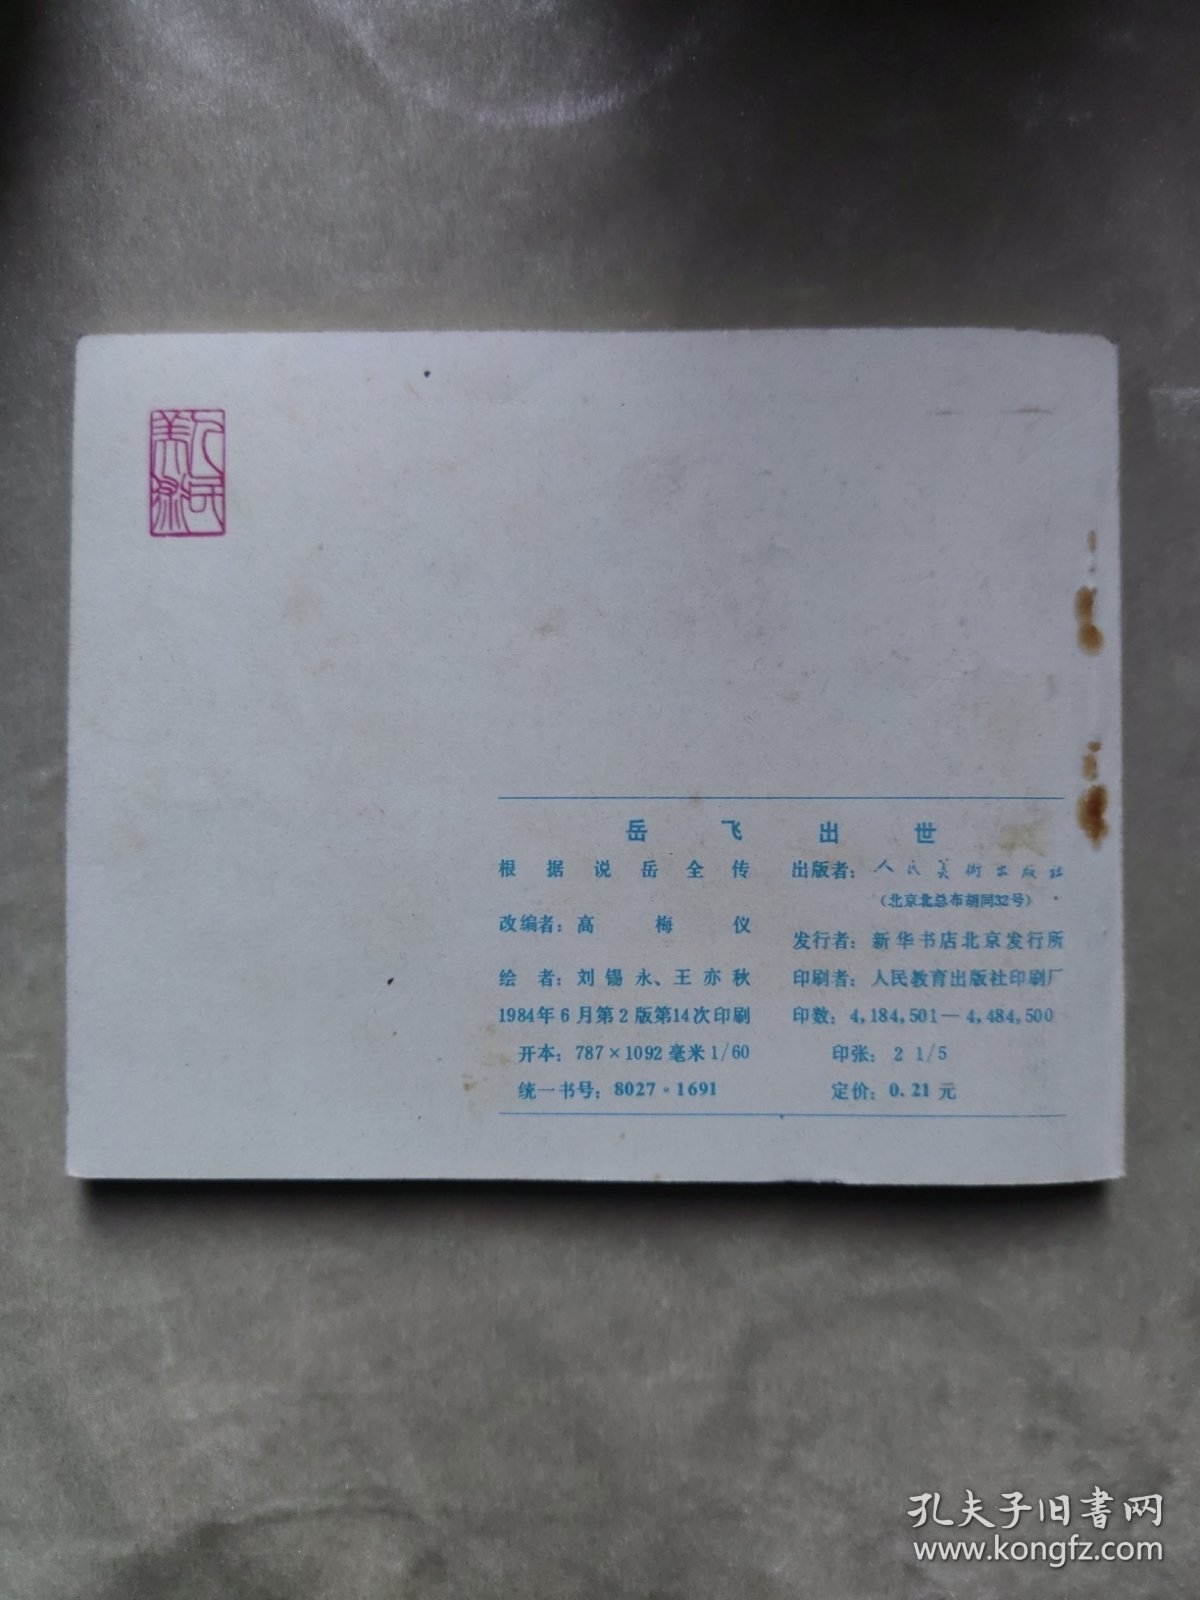 人民
美術
岳飞出世
根据说岳全传
改编者：高梅仪
绘者：刘锡永、王亦秋
1984年6月第2版第14次印刷
开本：787×1092毫米1/60
统一书号：8027·1691
出版者：人民美術出版社
（北京北总布胡同32号）
发行者：新华书店北京发行所
印刷者：人民教育出版社印刷厂
印数：4,184,501—4,484,500
印张：2 1/5
定价：0.21元
孔夫子旧书网
www.kongfz.com